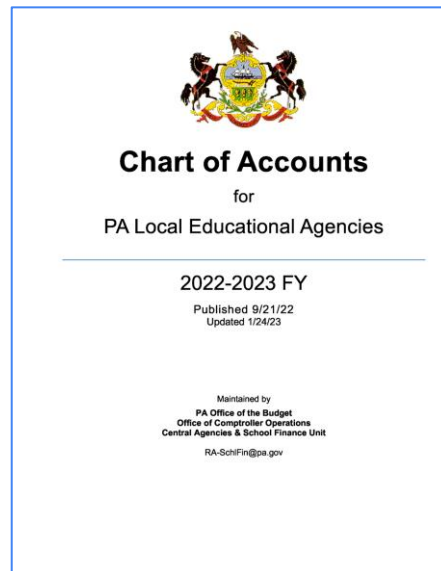 Chart of Accounts
for
PA Local Educational Agencies
2022-2023 FY
Published 9/21/22
Updated 1/24/23
Maintained by
PA Office of the Budget
Office of Comptroller Operations
Central Agencies & School Finance Unit
RA-SchlFin@pa.gov